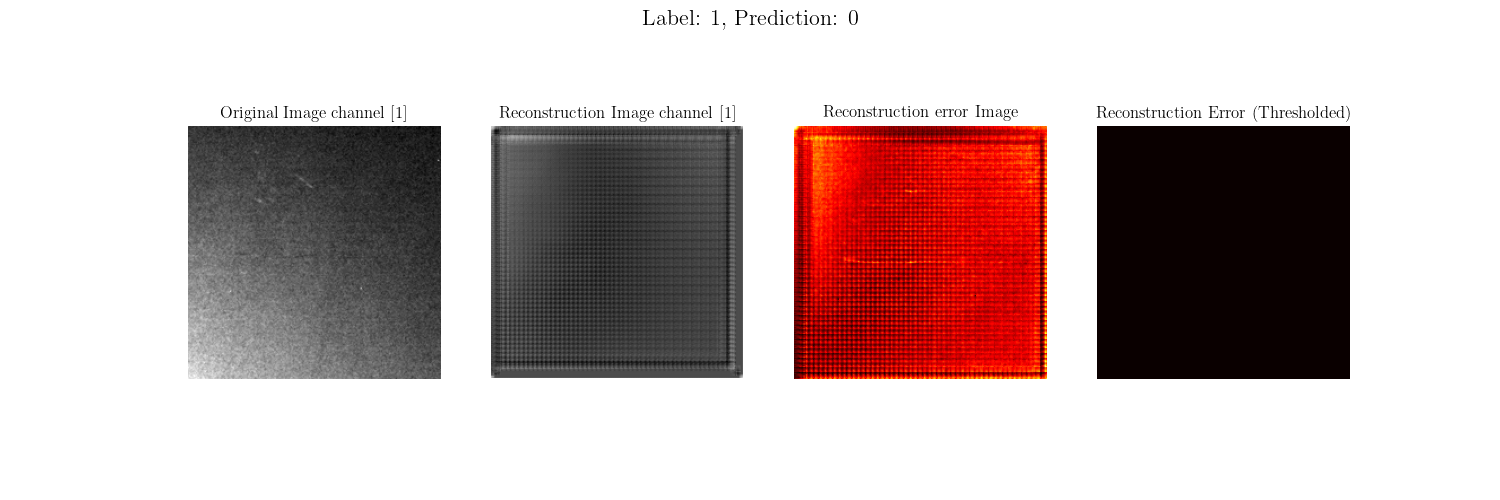 Label: 1, Prediction: 0
Original Image channel [1]
Reconstruction Image channel [1]
Reconstruction error Image
Reconstruction Error (Thresholded)